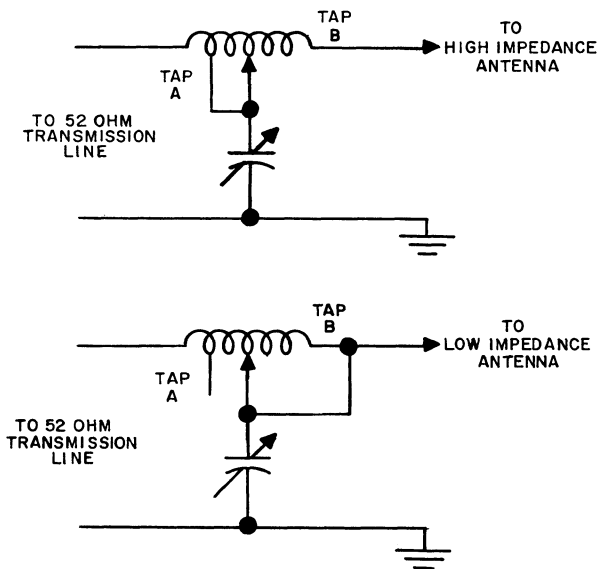 TAP
B
TO
HIGH IMPEDANCE
ANTENNA
TAP
A
TO 52 OHM
TRANSMISSION
LINE
TAP
B
TO
LOW IMPEDANCE
ANTENNA
TAP
A
TO 52 OHM
TRANSMISSION
LINE